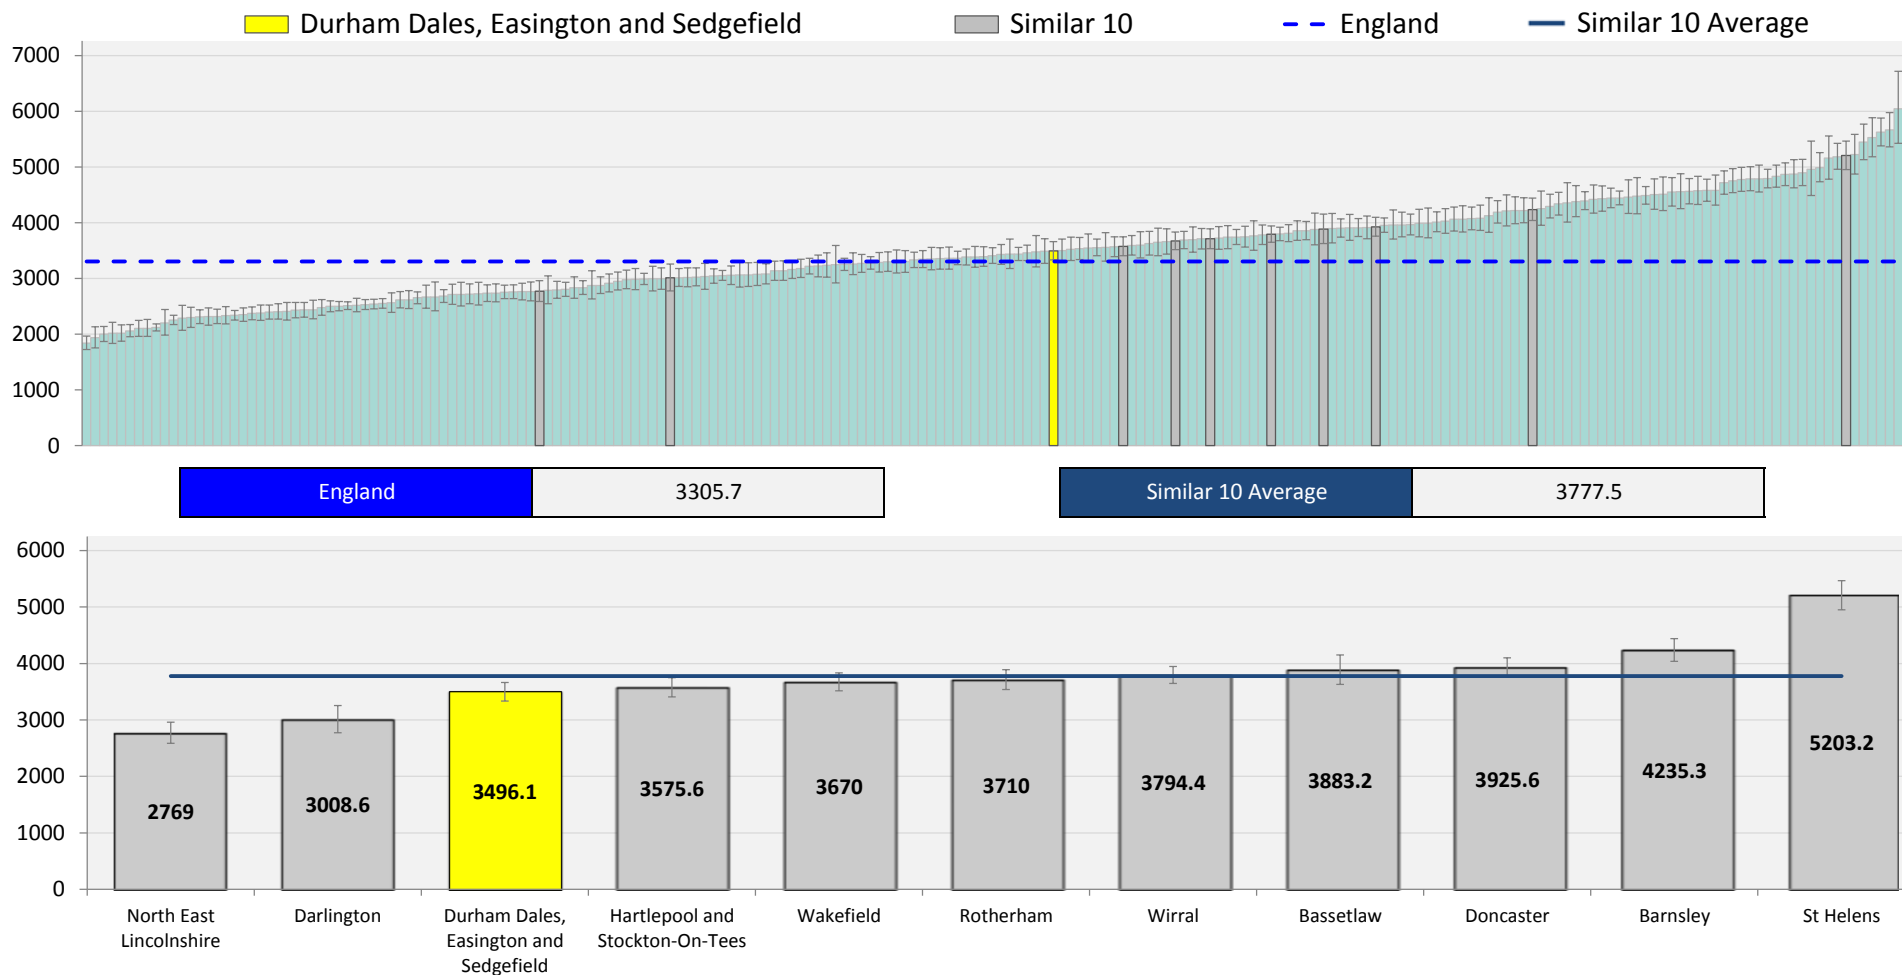 Durham Dales, Easington and Sedgefield
Similar 10
England
Similar 10 Average
7000
6000
5000
4000
3000
2000
1000
0
England
3305.7
Similar 10 Average
3777.5
6000
5000
4000
3000
2000
1000
0
2769
3008.6
3496.1
3575.6
3670
3710
3794.4
3883.2
3925.6
4235.3
5203.2
North East
Lincolnshire
Darlington
Durham Dales,
Easington and
Sedgefield
Hartlepool and
Stockton-On-Tees
Wakefield
Rotherham
Wirral
Bassetlaw
Doncaster
Barnsley
St Helens